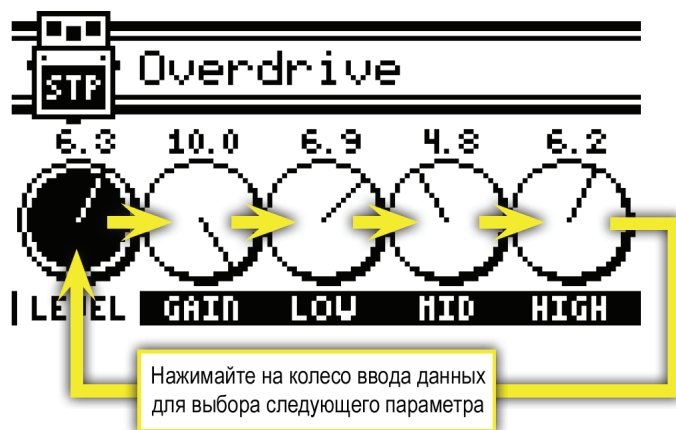 STP Overdrive
6.3 10.0 6.9 4.8 6.2
LEVEL GAIN LOW MID HIGH
Нажимайте на колесо ввода данных
для выбора следующего параметра